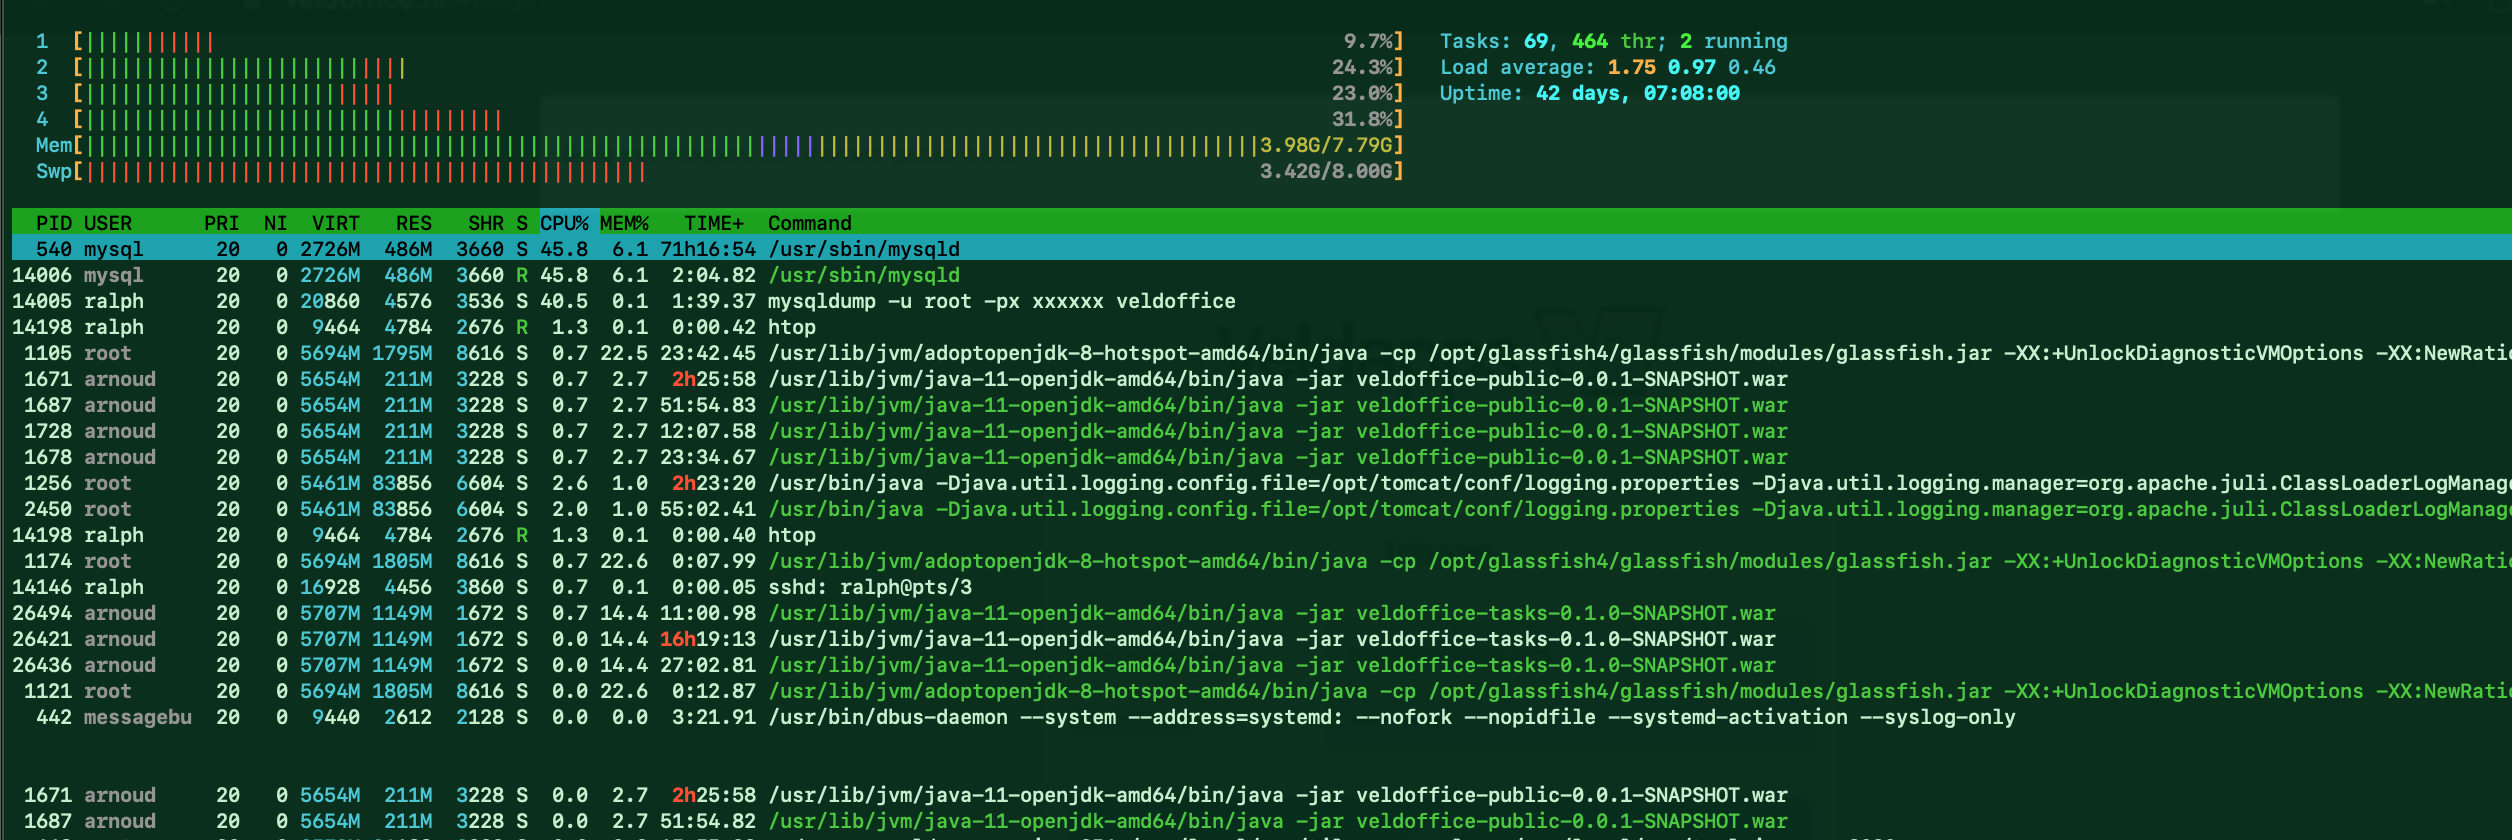 1 [||||||||||| 9.7%] Tasks: 69, 464 thr; 2 running
2 [||||||||||||||||||||||||||| 24.3%] Load average: 1.75 0.97 0.46
3 [|||||||||||||||||||||||||| 23.0%] Uptime: 42 days, 07:08:00
4 [||||||||||||||||||||||||||||||||||| 31.8%]
Mem[||||||||||||||||||||||||||||||||||||||||||||||||||||||||||||||||||||||||||||||||||||||||||||||||||3.98G/7.79G]
Swp[||||||||||||||||||||||||||||||||||||||||||||||| 3.42G/8.00G]
PID USER PRI NI VIRT RES SHR S CPU% MEM% TIME+ Command
540 mysql 20 0 2726M 486M 3660 S 45.8 6.1 71h16:54 /usr/sbin/mysqld
14006 mysql 20 0 2726M 486M 3660 R 45.8 6.1 2:04.82 /usr/sbin/mysqld
14005 ralph 20 0 20860 4576 3536 S 40.5 0.1 1:39.37 mysqldump -u root -px xxxxxx veldoffice
14198 ralph 20 0 9464 4784 2676 R 1.3 0.1 0:00.42 htop
1105 root 20 0 5694M 1795M 8616 S 0.7 22.5 23:42.45 /usr/lib/jvm/adoptopenjdk-8-hotspot-amd64/bin/java -cp /opt/glassfish4/glassfish/modules/glassfish.jar -XX:+UnlockDiagnosticVMOptions -XX:NewRatio
1671 arnoud 20 0 5654M 211M 3228 S 0.7 2.7 2h25:58 /usr/lib/jvm/java-11-openjdk-amd64/bin/java -jar veldoffice-public-0.0.1-SNAPSHOT.war
1687 arnoud 20 0 5654M 211M 3228 S 0.7 2.7 51:54.83 /usr/lib/jvm/java-11-openjdk-amd64/bin/java -jar veldoffice-public-0.0.1-SNAPSHOT.war
1728 arnoud 20 0 5654M 211M 3228 S 0.7 2.7 12:07.58 /usr/lib/jvm/java-11-openjdk-amd64/bin/java -jar veldoffice-public-0.0.1-SNAPSHOT.war
1678 arnoud 20 0 5654M 211M 3228 S 0.7 2.7 23:34.67 /usr/lib/jvm/java-11-openjdk-amd64/bin/java -jar veldoffice-public-0.0.1-SNAPSHOT.war
1256 root 20 0 5461M 83856 6604 S 2.6 1.0 2h23:20 /usr/bin/java -Djava.util.logging.config.file=/opt/tomcat/conf/logging.properties -Djava.util.logging.manager=org.apache.juli.ClassLoaderLogManage
2450 root 20 0 5461M 83856 6604 S 2.0 1.0 55:02.41 /usr/bin/java -Djava.util.logging.config.file=/opt/tomcat/conf/logging.properties -Djava.util.logging.manager=org.apache.juli.ClassLoaderLogManage
14198 ralph 20 0 9464 4784 2676 R 1.3 0.1 0:00.40 htop
1174 root 20 0 5694M 1805M 8616 S 0.7 22.6 0:07.99 /usr/lib/jvm/adoptopenjdk-8-hotspot-amd64/bin/java -cp /opt/glassfish4/glassfish/modules/glassfish.jar -XX:+UnlockDiagnosticVMOptions -XX:NewRatio
14146 ralph 20 0 16928 4456 3860 S 0.7 0.1 0:00.05 sshd: ralph@pts/3
26494 arnoud 20 0 5707M 1149M 1672 S 0.7 14.4 11:00.98 /usr/lib/jvm/java-11-openjdk-amd64/bin/java -jar veldoffice-tasks-0.1.0-SNAPSHOT.war
26421 arnoud 20 0 5707M 1149M 1672 S 0.0 14.4 16h19:13 /usr/lib/jvm/java-11-openjdk-amd64/bin/java -jar veldoffice-tasks-0.1.0-SNAPSHOT.war
26436 arnoud 20 0 5707M 1149M 1672 S 0.0 14.4 27:02.81 /usr/lib/jvm/java-11-openjdk-amd64/bin/java -jar veldoffice-tasks-0.1.0-SNAPSHOT.war
1121 root 20 0 5694M 1805M 8616 S 0.0 22.6 0:12.87 /usr/lib/jvm/adoptopenjdk-8-hotspot-amd64/bin/java -cp /opt/glassfish4/glassfish/modules/glassfish.jar -XX:+UnlockDiagnosticVMOptions -XX:NewRatio
442 messagebu 20 0 9440 2612 2128 S 0.0 0.0 3:21.91 /usr/bin/dbus-daemon --system --address=systemd: --nofork --nopidfile --systemd-activation --syslog-only
1671 arnoud 20 0 5654M 211M 3228 S 0.0 2.7 2h25:58 /usr/lib/jvm/java-11-openjdk-amd64/bin/java -jar veldoffice-public-0.0.1-SNAPSHOT.war
1687 arnoud 20 0 5654M 211M 3228 S 0.0 2.7 51:54.82 /usr/lib/jvm/java-11-openjdk-amd64/bin/java -jar veldoffice-public-0.0.1-SNAPSHOT.war